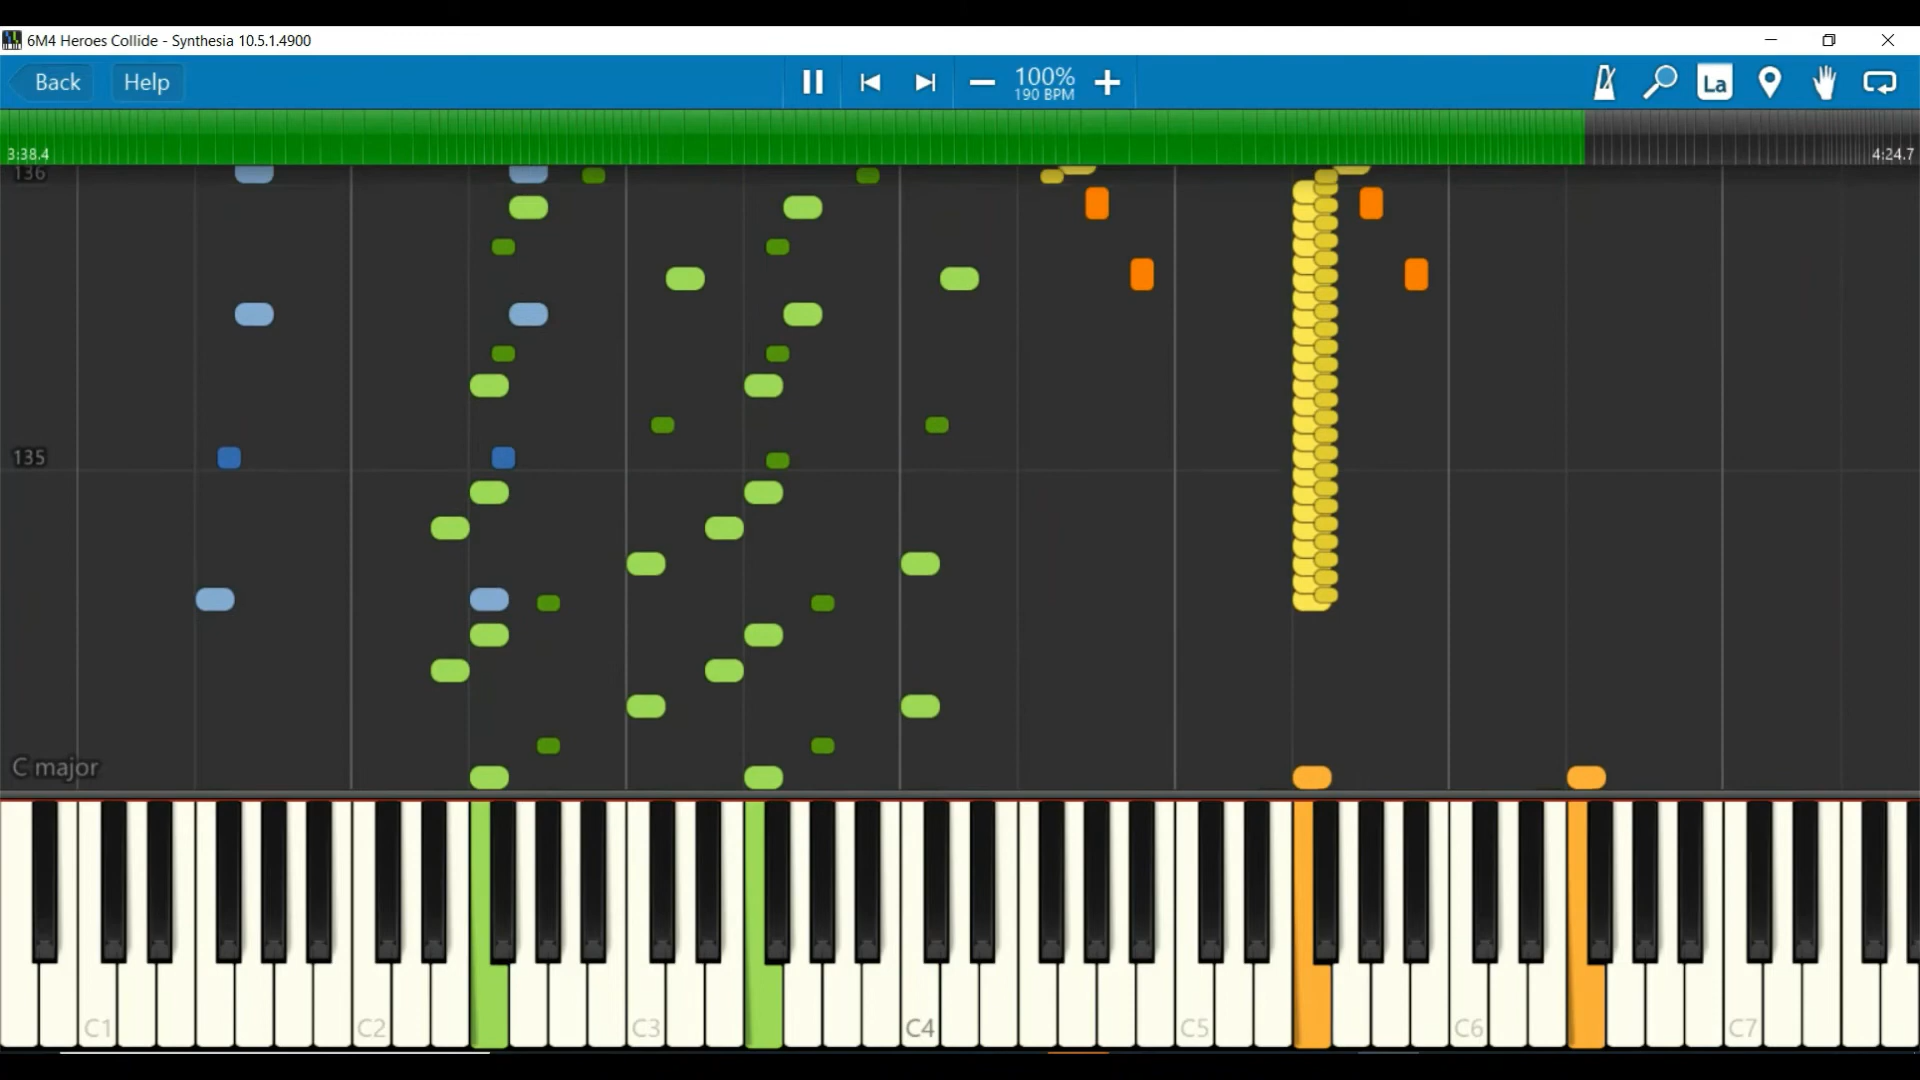 6M4 Heroes Collide - Synthesia 10.5.1.4900
Back
Help
100%
190 BPM
La
3:38.4
4:24.7
136
135
C major
C1
C2
C3
C4
C5
C6
C7